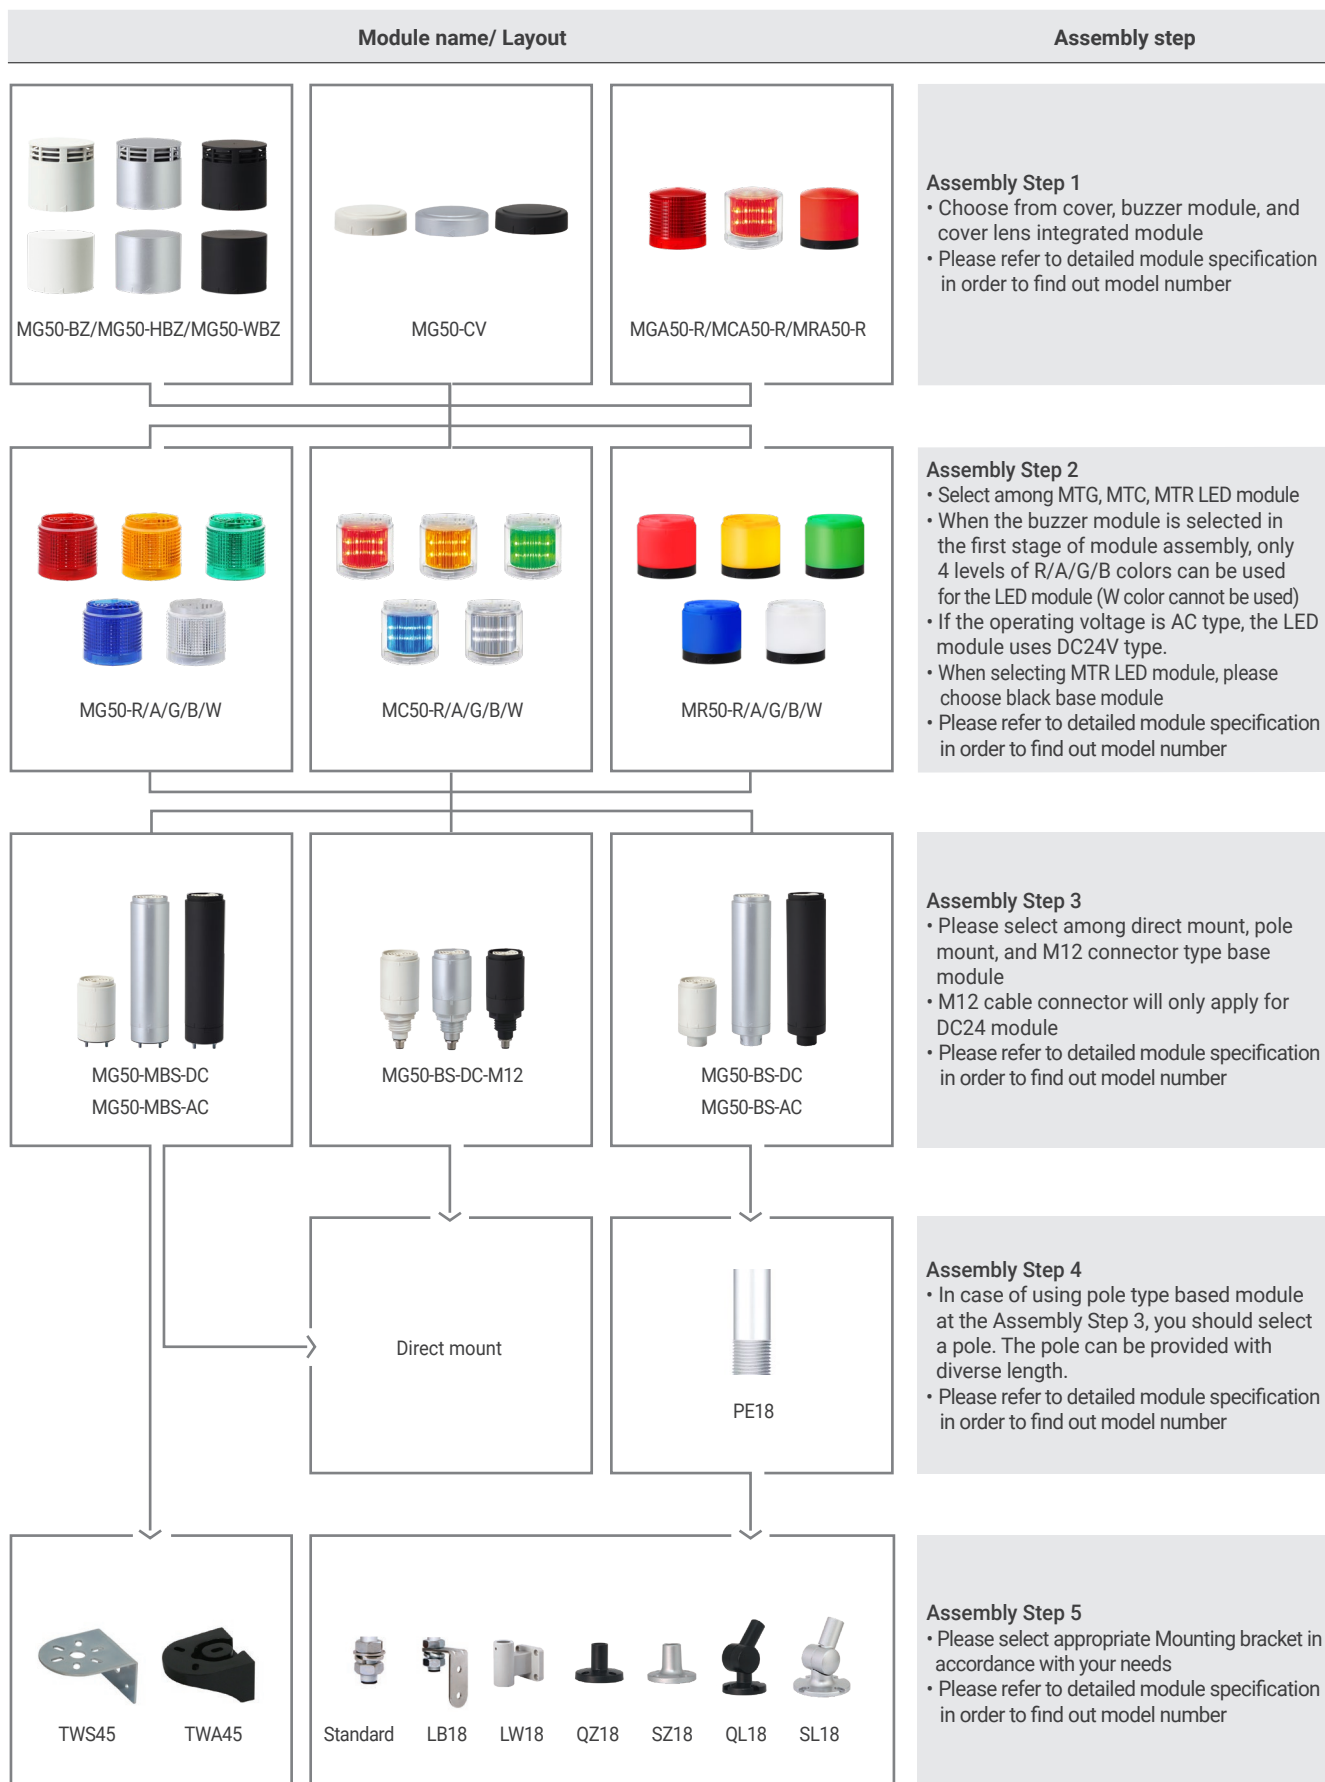 Module name/ Layout
Assembly step
MG50-BZ/MG50-HBZ/MG50-WBZ
MG50-CV
MGA50-R/MCA50-R/MRA50-R
Assembly Step 1
• Choose from cover, buzzer module, and
cover lens integrated module
• Please refer to detailed module specification
in order to find out model number
MG50-R/A/G/B/W
MC50-R/A/G/B/W
MR50-R/A/G/B/W
Assembly Step 2
• Select among MTG, MTC, MTR LED module
• When the buzzer module is selected in
the first stage of module assembly, only
4 levels of R/A/G/B colors can be used
for the LED module (W color cannot be used)
• If the operating voltage is AC type, the LED
module uses DC24V type.
• When selecting MTR LED module, please
choose black base module
• Please refer to detailed module specification
in order to find out model number
MG50-MBS-DC
MG50-MBS-AC
MG50-BS-DC-M12
MG50-BS-DC
MG50-BS-AC
Assembly Step 3
• Please select among direct mount, pole
mount, and M12 connector type base
module
• M12 cable connector will only apply for
DC24 module
• Please refer to detailed module specification
in order to find out model number
Direct mount
PE18
Assembly Step 4
• In case of using pole type based module
at the Assembly Step 3, you should select
a pole. The pole can be provided with
diverse length.
• Please refer to detailed module specification
in order to find out model number
TWS45
TWA45
Standard
LB18
LW18
QZ18
SZ18
QL18
SL18
Assembly Step 5
• Please select appropriate Mounting bracket in
accordance with your needs
• Please refer to detailed module specification
in order to find out model number